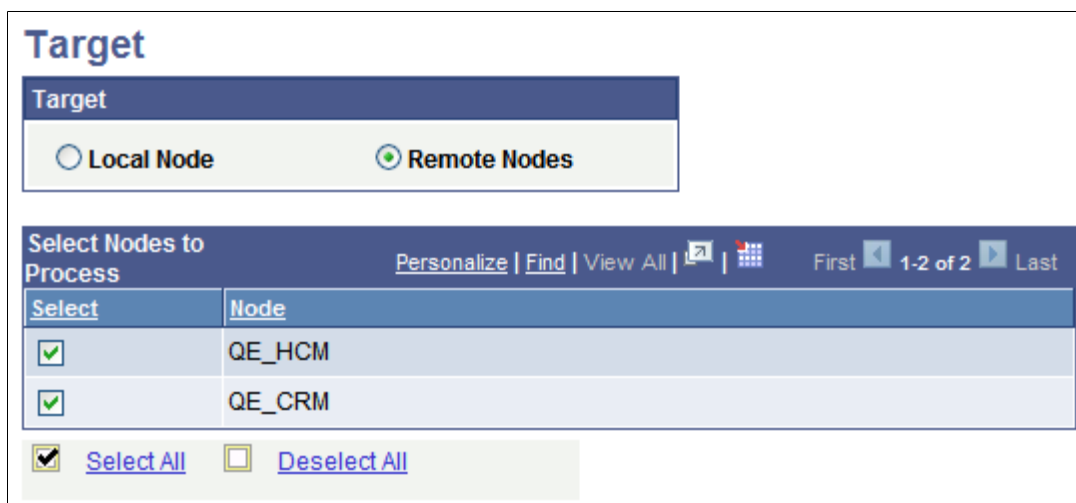 Target
Target
Local Node Remote Nodes
Select Nodes to
Process
Personalize | Find | View All | | First 1-2 of 2 Last
Select Node
QE_HCM
QE_CRM
Select All Deselect All